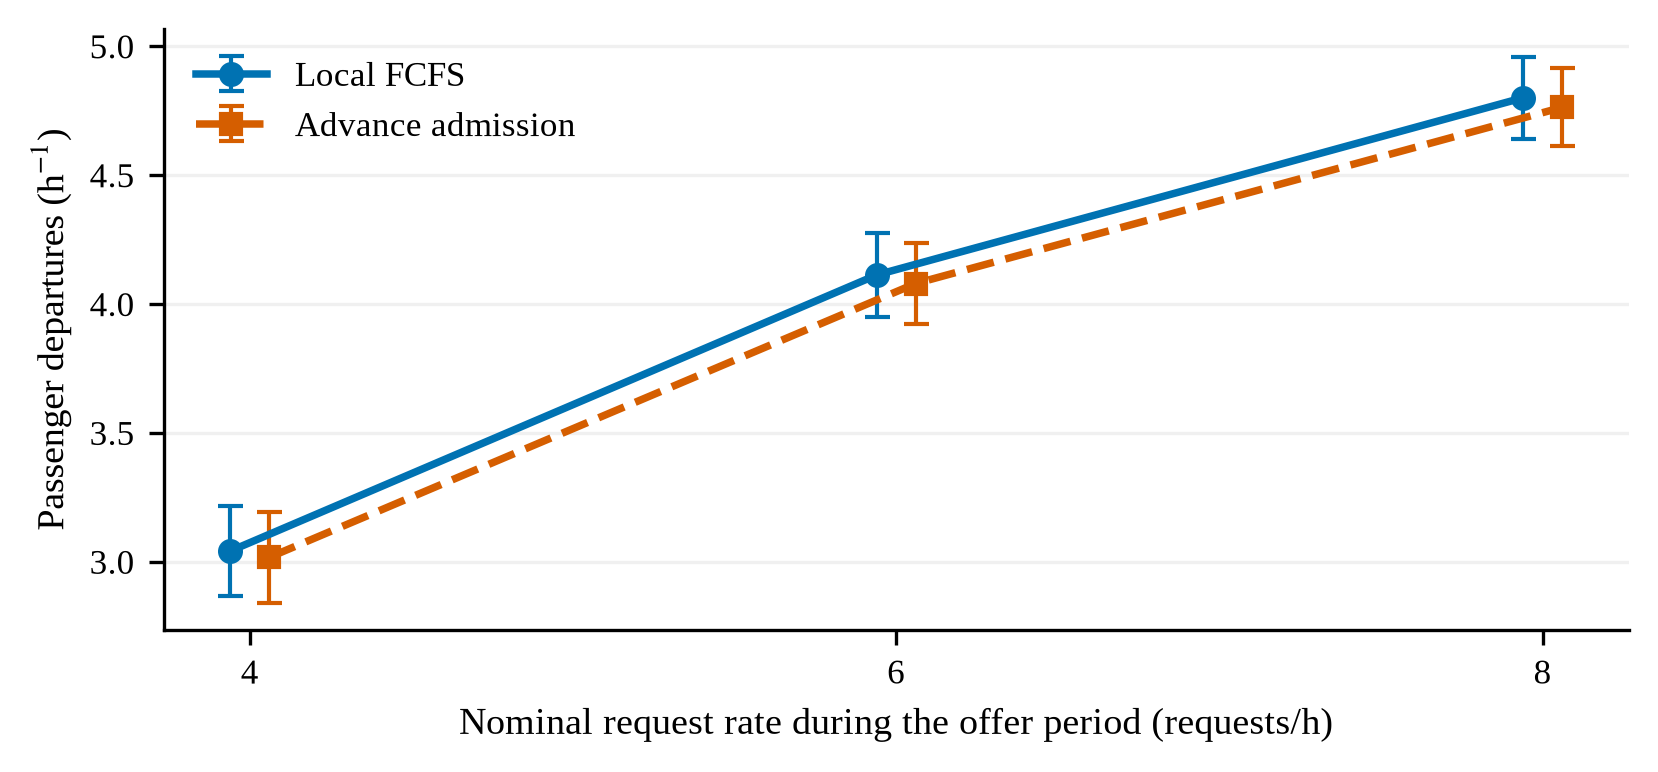 5.0
4.5
4.0
3.5
3.0
Passenger departures (h⁻¹)
Local FCFS
Advance admission
4
6
8
Nominal request rate during the offer period (requests/h)